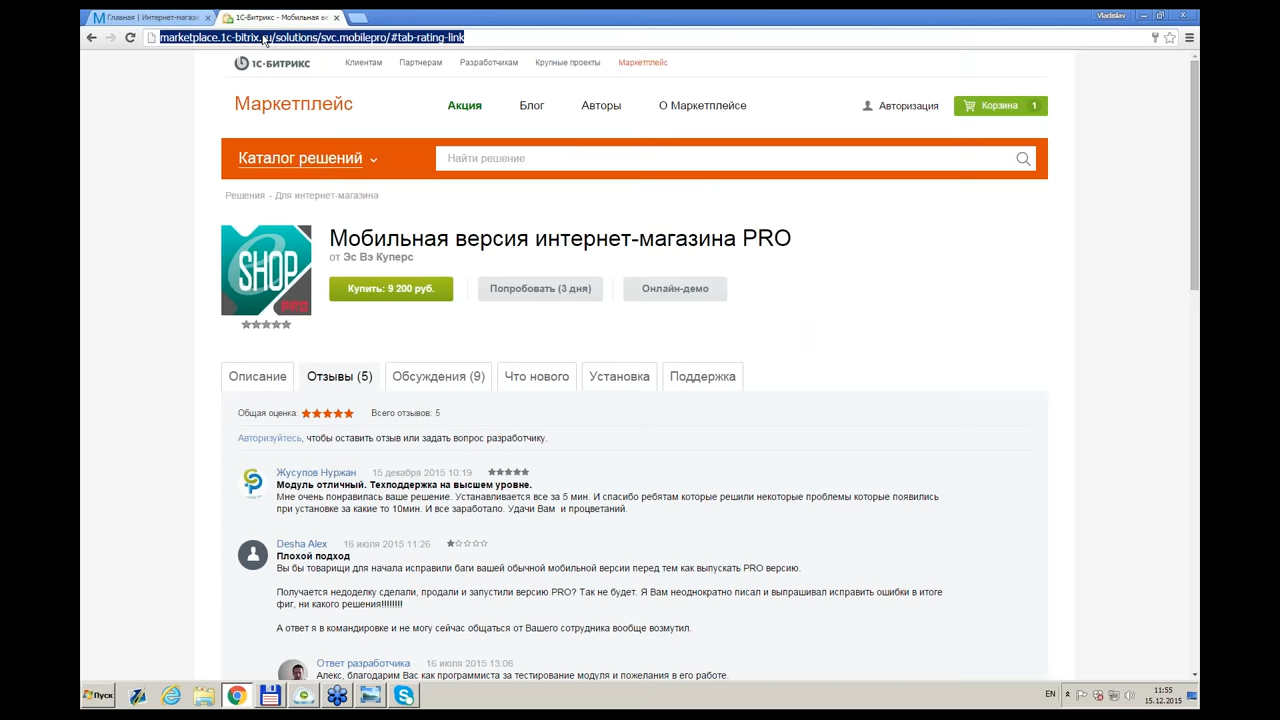 Главная | Интернет-магази
1С-Битрикс - Мобильная ве
Vladislav
marketplace.1c-bitrix.ru/solutions/svc.mobilepro/#tab-rating-link
1С-БИТРИКС Клиентам Партнерам Разработчикам Крупные проекты Маркетплейс
Маркетплейс Акция Блог Авторы О Маркетплейсе Авторизация Корзина 1
Каталог решений Найти решение
Решения - Для интернет-магазина
e SHOP PRO
Мобильная версия интернет-магазина PRO
от Эс Вэ Куперс
Купить: 9 200 руб. Попробовать (3 дня) Онлайн-демо
Описание Отзывы (5) Обсуждения (9) Что нового Установка Поддержка
Общая оценка: Всего отзывов: 5
Авторизуйтесь, чтобы оставить отзыв или задать вопрос разработчику.
Жусупов Нуржан 15 декабря 2015 10:19
Модуль отличный. Техподдержка на высшем уровне.
Мне очень понравилась ваше решение. Устанавливается все за 5 мин. И спасибо ребятам которые решили некоторые проблемы которые появились
при установке за какие то 10мин. И все заработало. Удачи Вам и процветаний.
Desha Alex 16 июля 2015 11:26
Плохой подход
Вы бы товарищи для начала исправили баги вашей обычной мобильной версии перед тем как выпускать PRO версию.
Получается недоделку сделали, продали и запустили версию PRO? Так не будет. Я Вам неоднократно писал и выпрашивал исправить ошибки в итоге
фиг, ни какого решения!!!!!!!!
А ответ я в командировке и не могу сейчас общаться от Вашего сотрудника вообще возмутил.
Ответ разработчика 16 июля 2015 13:06
Алекс, благодарим Вас как программиста за тестирование модуля и пожелания в его работе.
Пуск
EN
11:55
15.12.2015